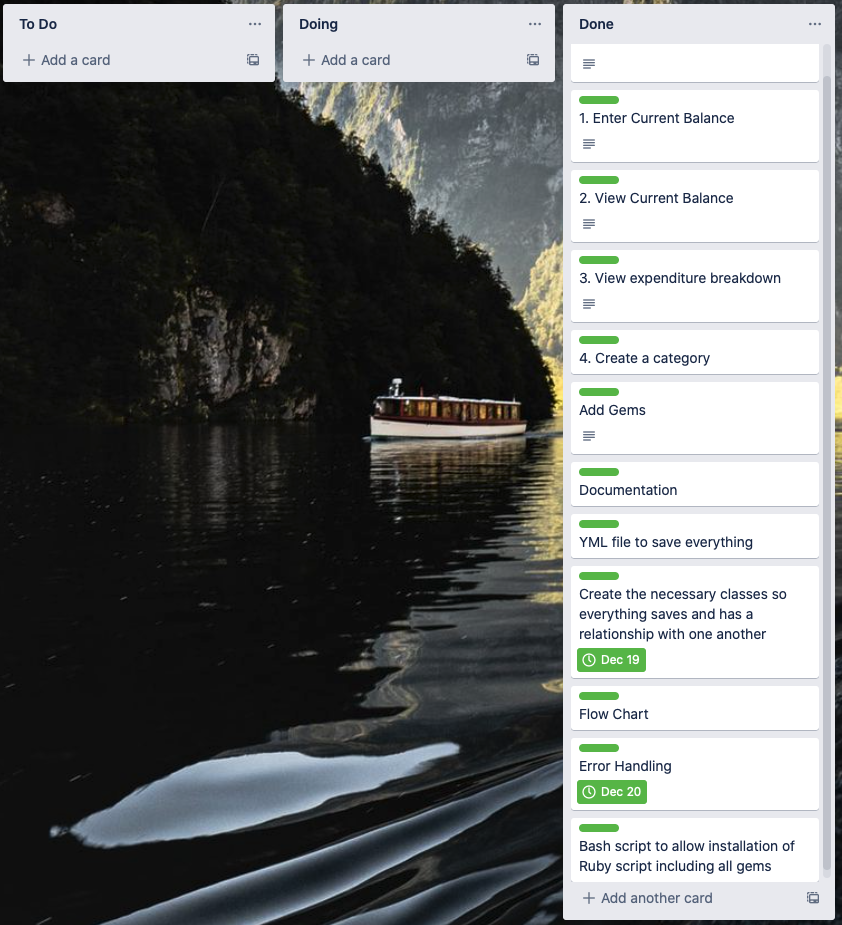 To Do
Add a card
Doing
Add a card
Done
1. Enter Current Balance
2. View Current Balance
3. View expenditure breakdown
4. Create a category
Add Gems
Documentation
YML file to save everything
Create the necessary classes so
everything saves and has a
relationship with one another
Dec 19
Flow Chart
Error Handling
Dec 20
Bash script to allow installation of
Ruby script including all gems
Add another card